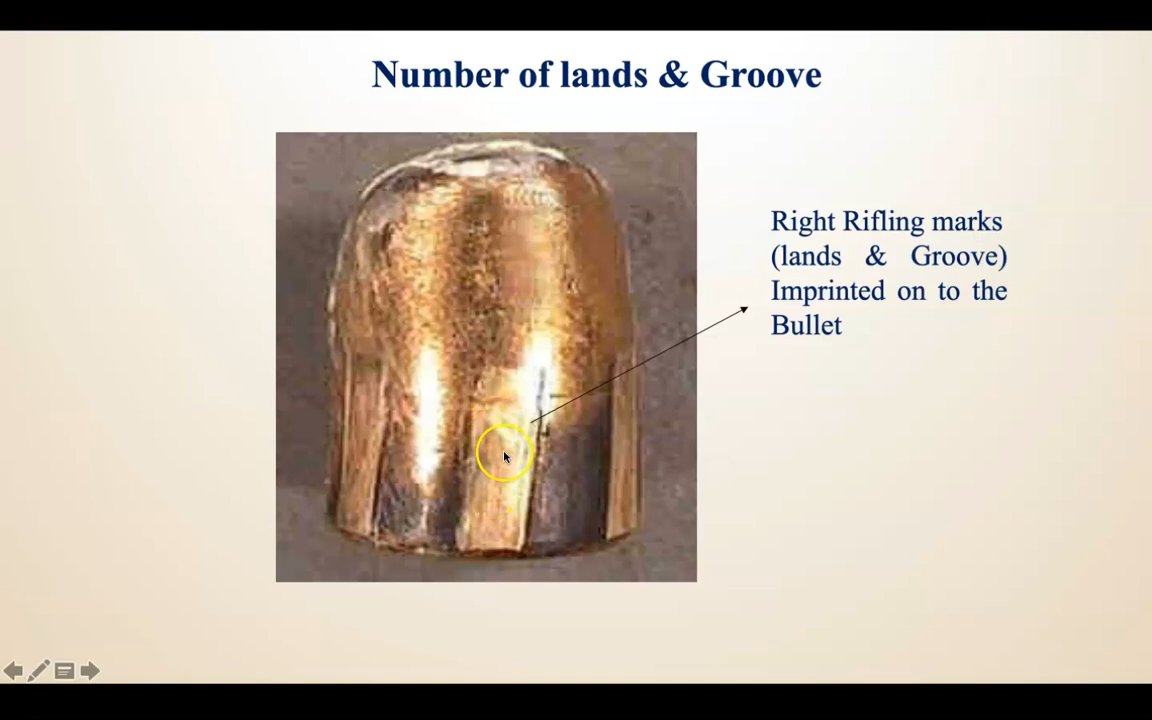 Number of lands & Groove
Right Rifling marks
(lands & Groove)
Imprinted on to the
Bullet